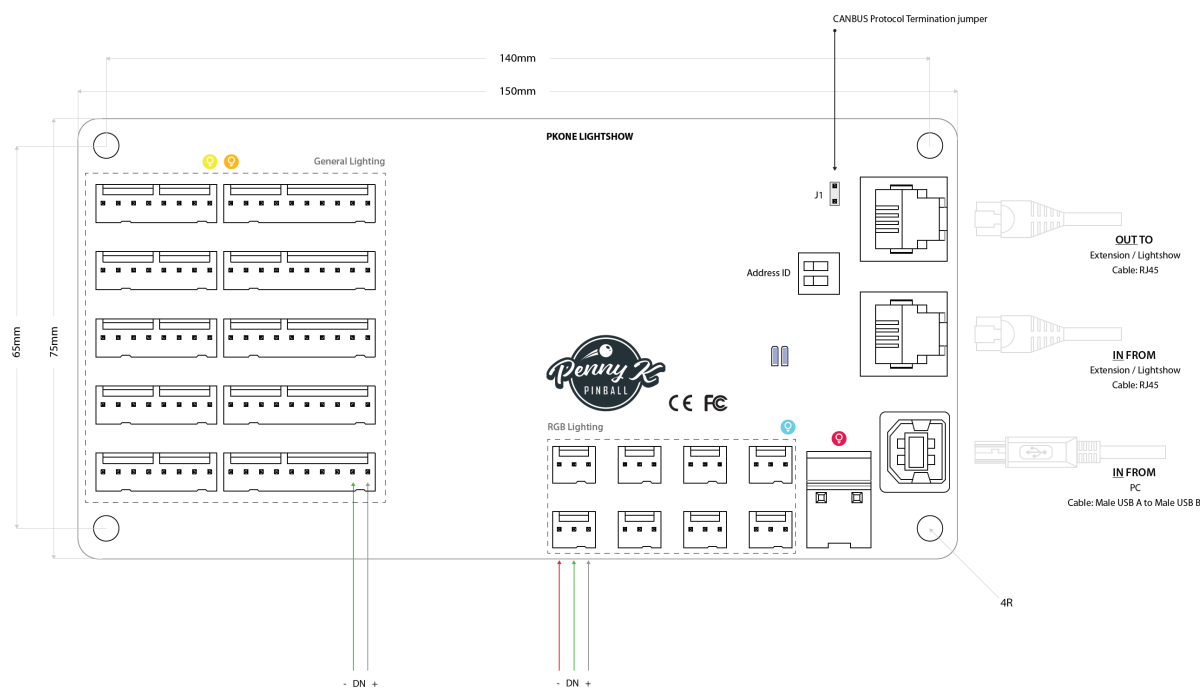 CANBUS Protocol Termination jumper
140mm
150mm
PKONE LIGHTSHOW
General Lighting
J1
OUT TO
Extension / Lightshow
Cable: RJ45
Address ID
65mm
75mm
IN FROM
Extension / Lightshow
Cable: RJ45
Penny K
PINBALL
CE FC
RGB Lighting
IN FROM
PC
Cable: Male USB A to Male USB B
4R
- DN +
- DN +